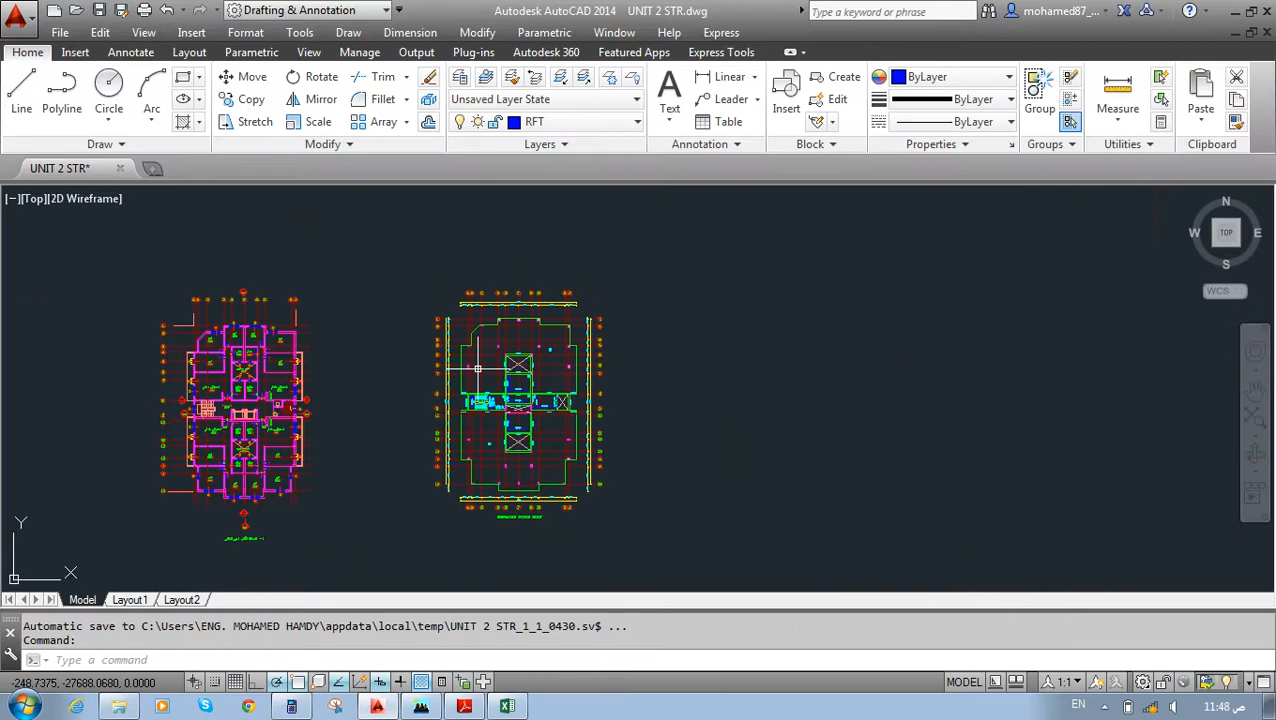 Drafting & Annotation
Autodesk AutoCAD 2014 UNIT 2 STR.dwg
Type a keyword or phrase
mohamed87_...
File Edit View Insert Format Tools Draw Dimension Modify Parametric Window Help Express
Home Insert Annotate Layout Parametric View Manage Output Plug-ins Autodesk 360 Featured Apps Express Tools
Line Polyline Circle Arc
Move Rotate Trim
Copy Mirror Fillet
Stretch Scale Array
Unsaved Layer State
RFT
Text
Linear
Leader
Table
Insert
Create
Edit
ByLayer
ByLayer
ByLayer
Group
Measure
Paste
Draw Modify Layers Annotation Block Properties Groups Utilities Clipboard
UNIT 2 STR*
[−][Top][2D Wireframe]
N
W TOP E
S
WCS
Y
X
Model Layout1 Layout2
Automatic save to C:\Users\ENG. MOHAMED HAMDY\appdata\local\temp\UNIT 2 STR_1_1_0430.sv$ ...
Command:
Type a command
-248.7375, -27688.0680, 0.0000
MODEL
1:1
EN
11:48 ص